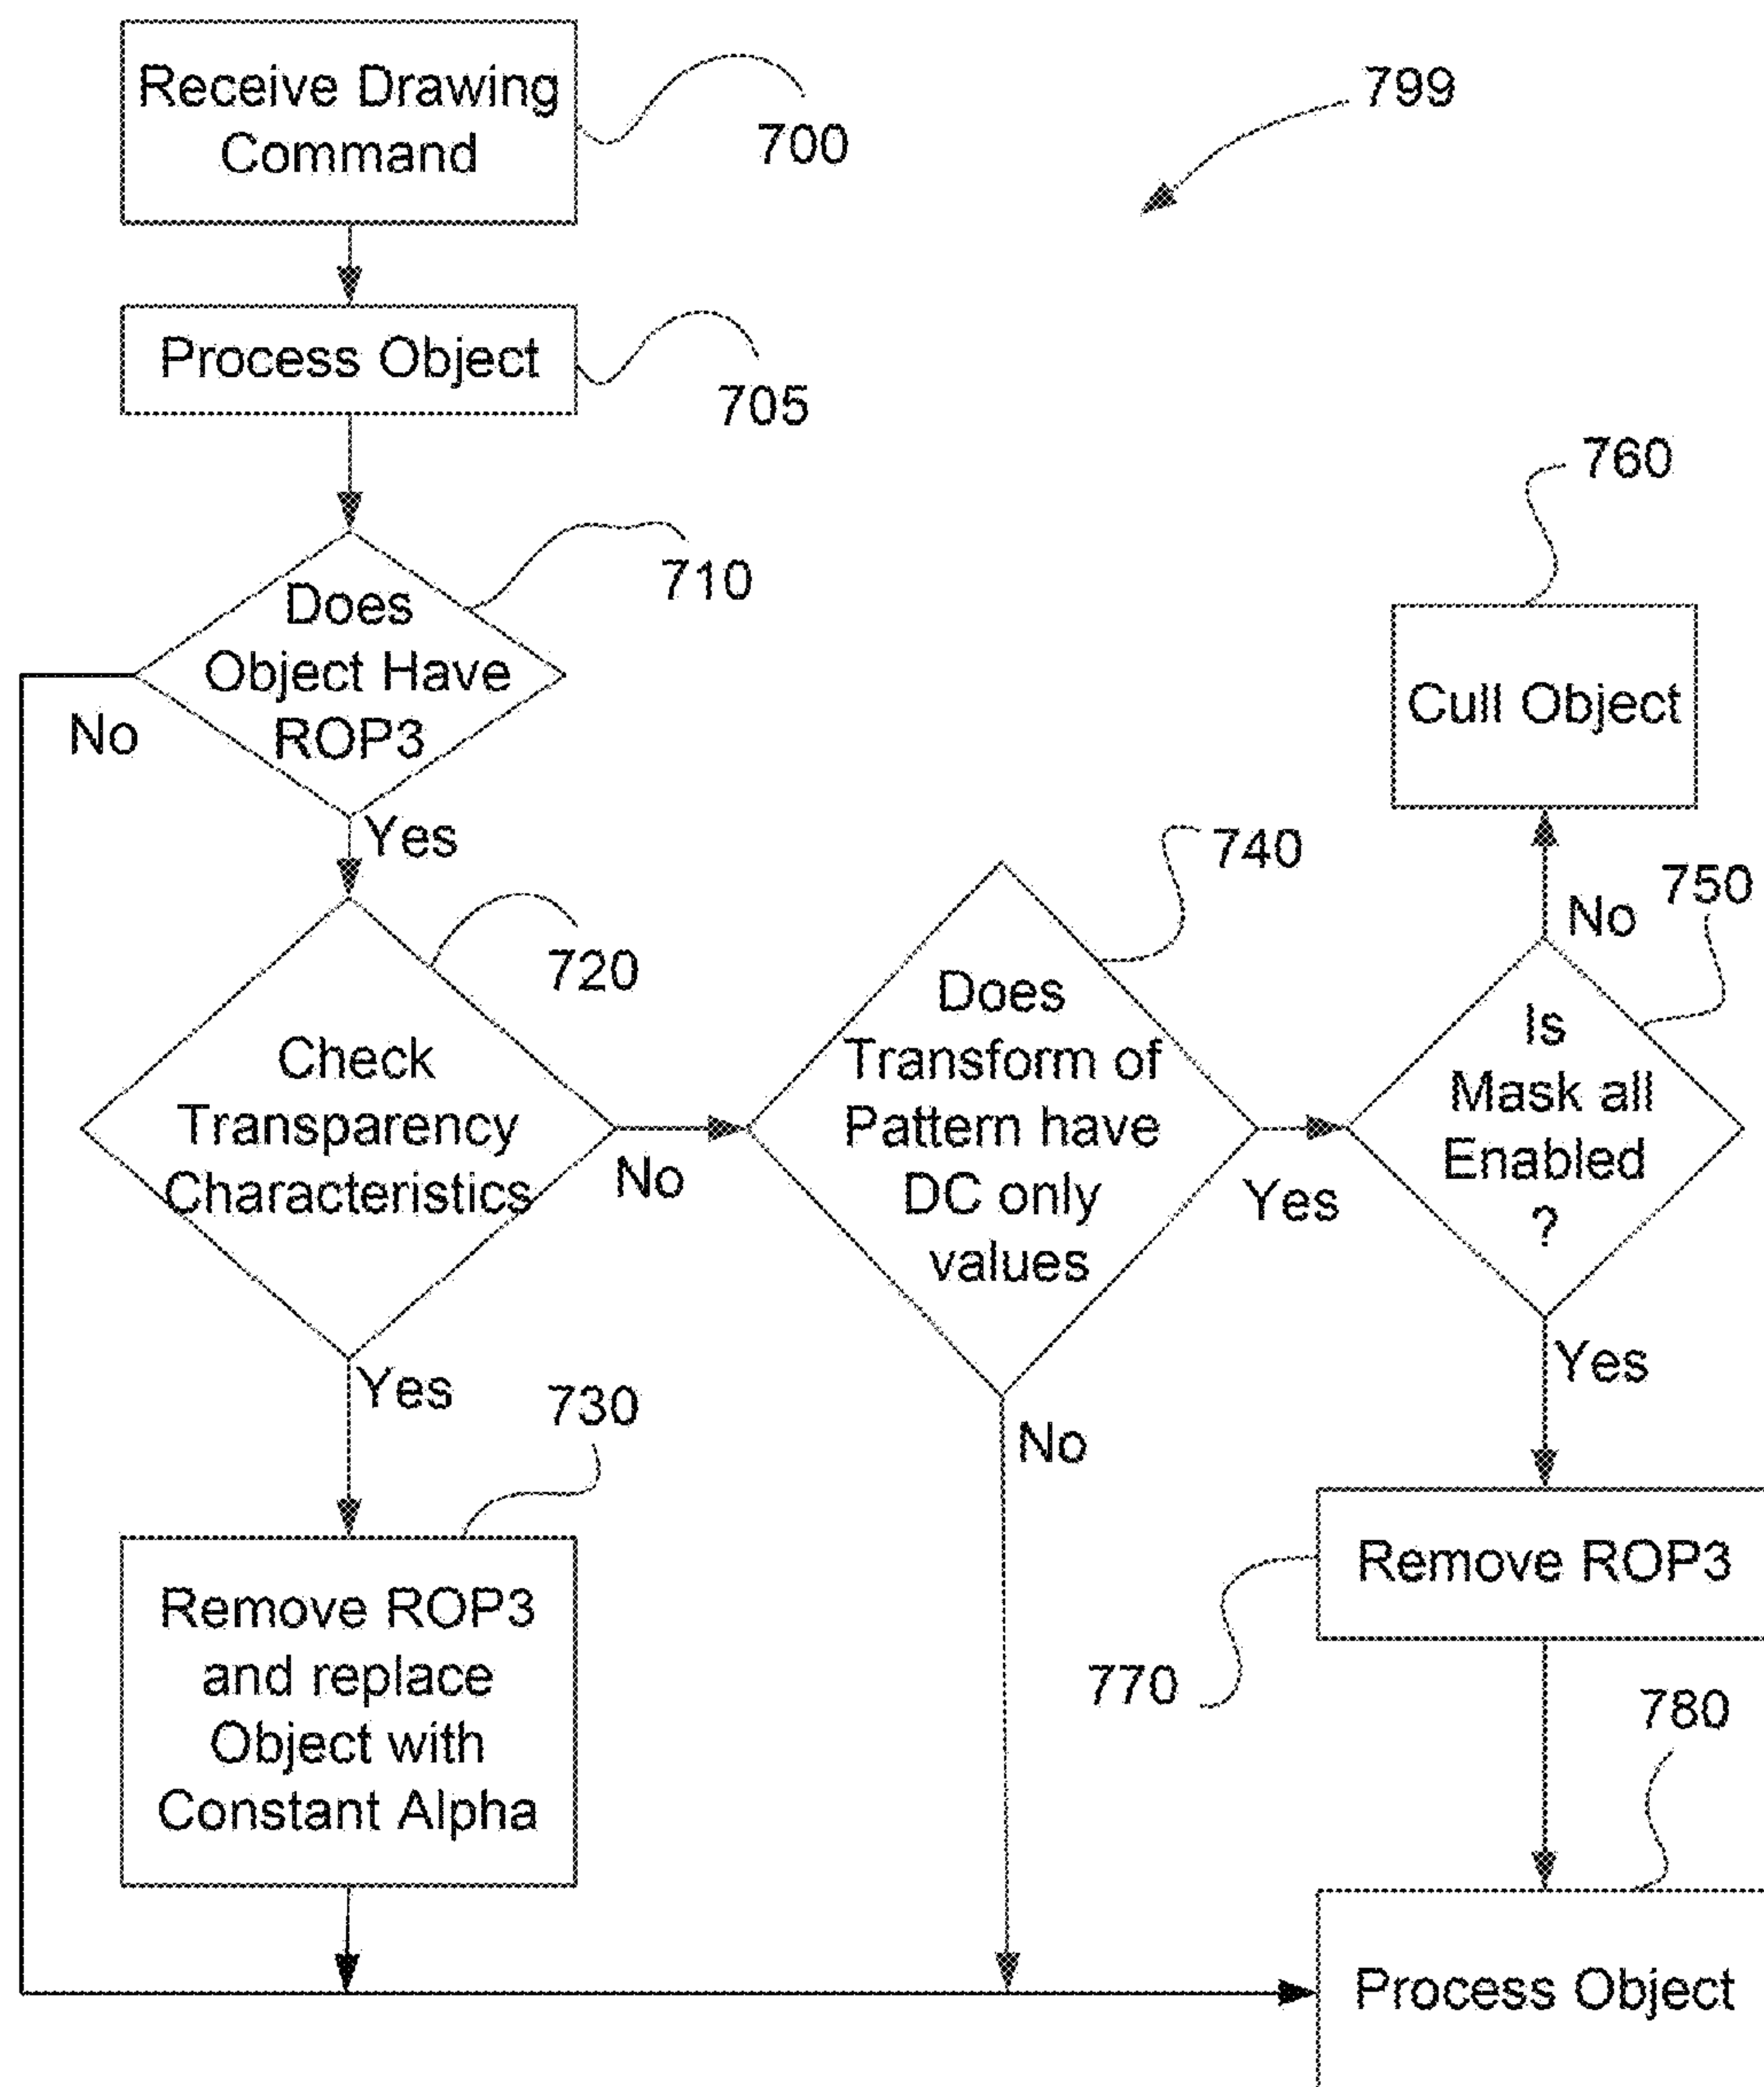 Receive Drawing
Command
700
799
Process Object
705
760
710
Does
Object Have
ROP3
No
Yes
Cull Object
740
750
No
720
Check
Transparency
Characteristics
No
Does
Transform of
Pattern have
DC only
values
Yes
Is
Mask all
Enabled
?
Yes
730
No
Yes
Remove ROP3
and replace
Object with
Constant Alpha
Remove ROP3
770
780
Process Object